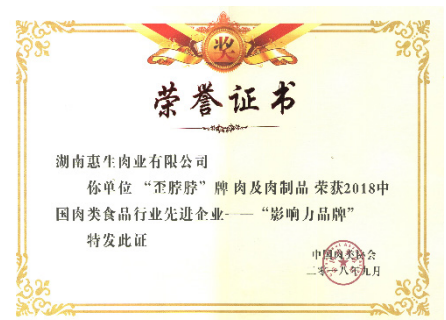 奖
荣誉证书
湖南惠生肉业有限公司
你单位 “歪脖脖”牌 肉及肉制品 荣获2018中
国肉类食品行业先进企业——“影响力品牌”
特发此证
中国肉类协会
二零一八年九月